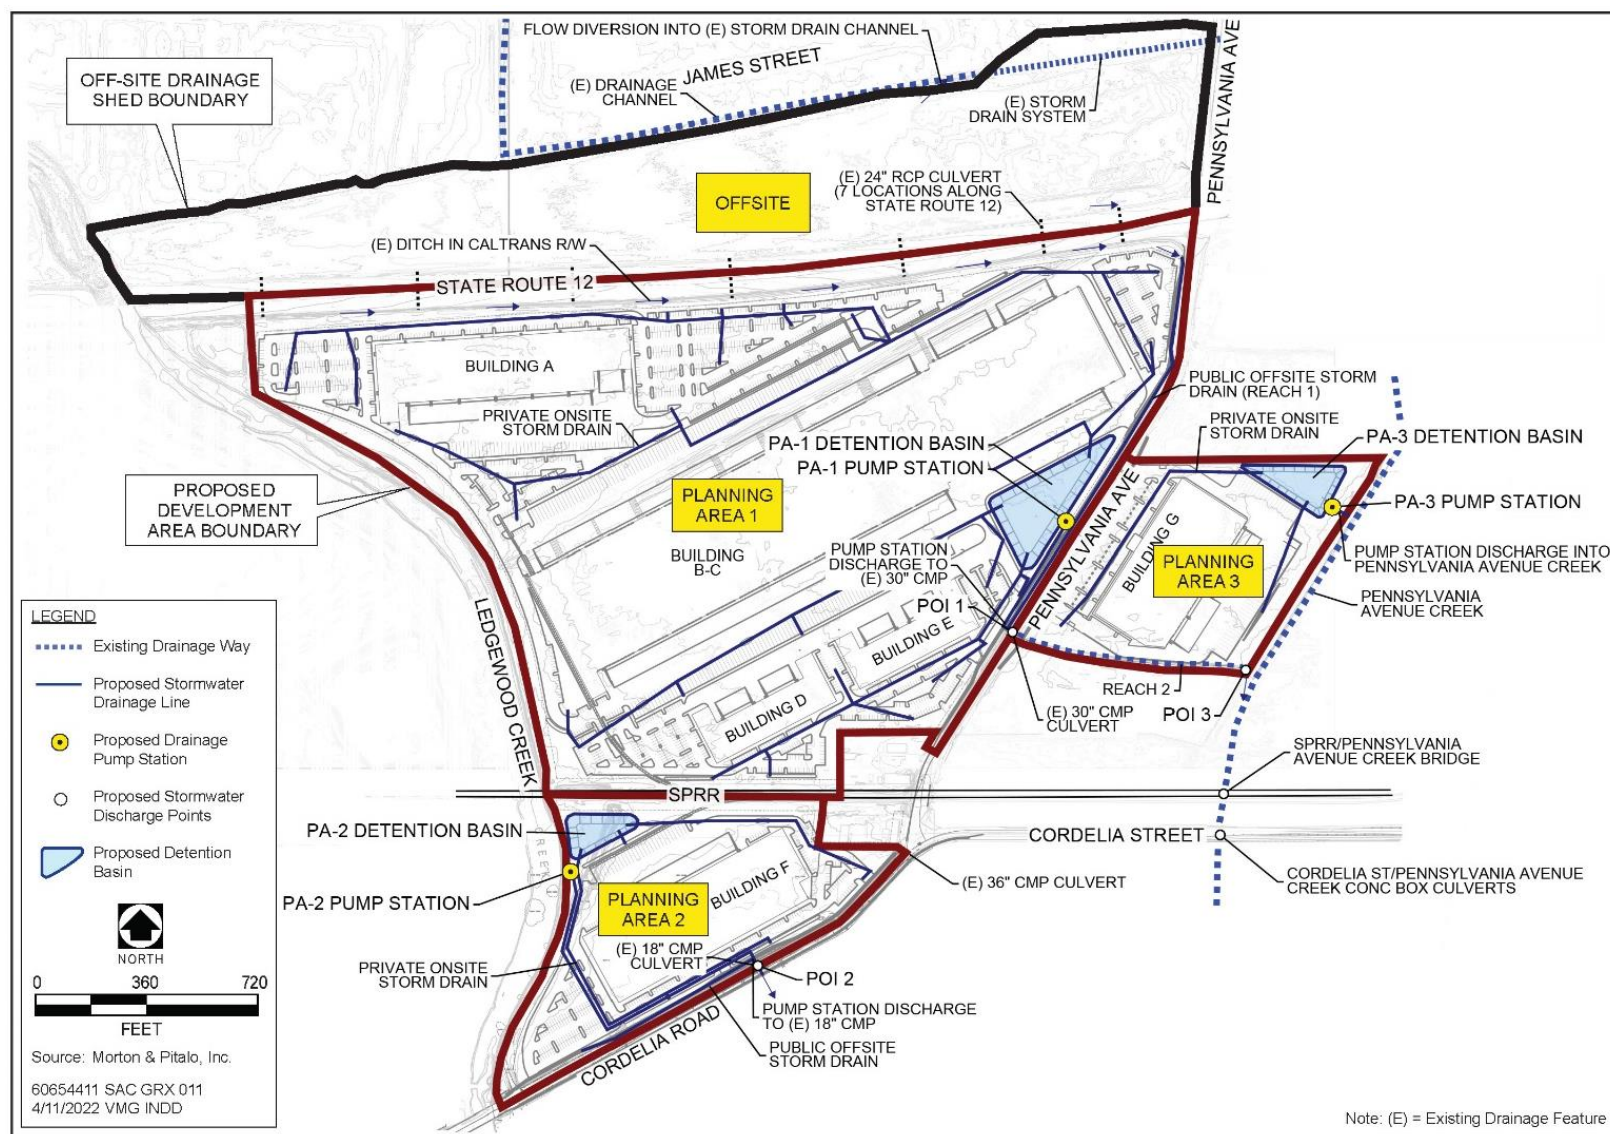 FLOW DIVERSION INTO (E) STORM DRAIN CHANNEL
JAMES STREET
(E) DRAINAGE
CHANNEL
PENNSYLVANIA AVE
OFF-SITE DRAINAGE
SHED BOUNDARY
(E) STORM
DRAIN SYSTEM
OFFSITE
(E) 24" RCP CULVERT
(7 LOCATIONS ALONG
STATE ROUTE 12)
(E) DITCH IN CALTRANS R/W
STATE ROUTE 12
BUILDING A
PRIVATE ONSITE
STORM DRAIN
PUBLIC OFFSITE STORM
DRAIN (REACH 1)
PRIVATE ONSITE
STORM DRAIN
PA-1 DETENTION BASIN
PA-1 PUMP STATION
PA-3 DETENTION BASIN
PA-3 PUMP STATION
PROPOSED
DEVELOPMENT
AREA BOUNDARY
PLANNING
AREA 1
BUILDING
B-C
PENNSYLVANIA AVE
BUILDING G
PLANNING
AREA 3
PUMP STATION
DISCHARGE TO
(E) 30" CMP
PUMP STATION DISCHARGE INTO
PENNSYLVANIA AVENUE CREEK
PENNSYLVANIA
AVENUE CREEK
POI 1
BUILDING E
BUILDING D
LEDGEWOOD CREEK
REACH 2
(E) 30" CMP
CULVERT
POI 3
SPRR/PENNSYLVANIA
AVENUE CREEK BRIDGE
SPRR
CORDELIA STREET
CORDELIA ST/PENNSYLVANIA AVENUE
CREEK CONC BOX CULVERTS
PA-2 DETENTION BASIN
PA-2 PUMP STATION
BUILDING F
PLANNING
AREA 2
(E) 36" CMP CULVERT
(E) 18" CMP
CULVERT
PRIVATE ONSITE
STORM DRAIN
POI 2
PUMP STATION DISCHARGE
TO (E) 18" CMP
PUBLIC OFFSITE
STORM DRAIN
CORDELIA ROAD
LEGEND
Existing Drainage Way
Proposed Stormwater
Drainage Line
Proposed Drainage
Pump Station
Proposed Stormwater
Discharge Points
Proposed Detention
Basin
NORTH
0 360 720
FEET
Source: Morton & Pitalo, Inc.
60654411 SAC GRX 011
4/11/2022 VMG INDD
Note: (E) = Existing Drainage Feature